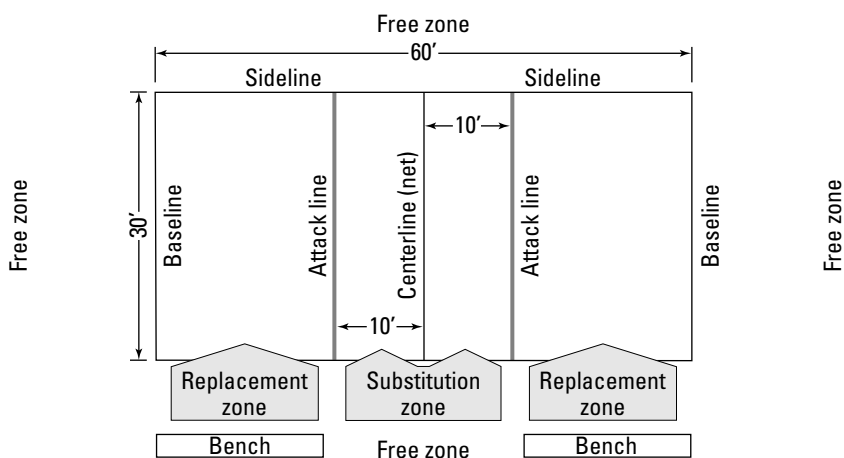 Free zone
60′
Sideline
Sideline
10′
Free zone
30′
Baseline
Attack line
Centerline (net)
Attack line
Baseline
Free zone
10′
Replacement
zone
Substitution
zone
Replacement
zone
Bench
Free zone
Bench